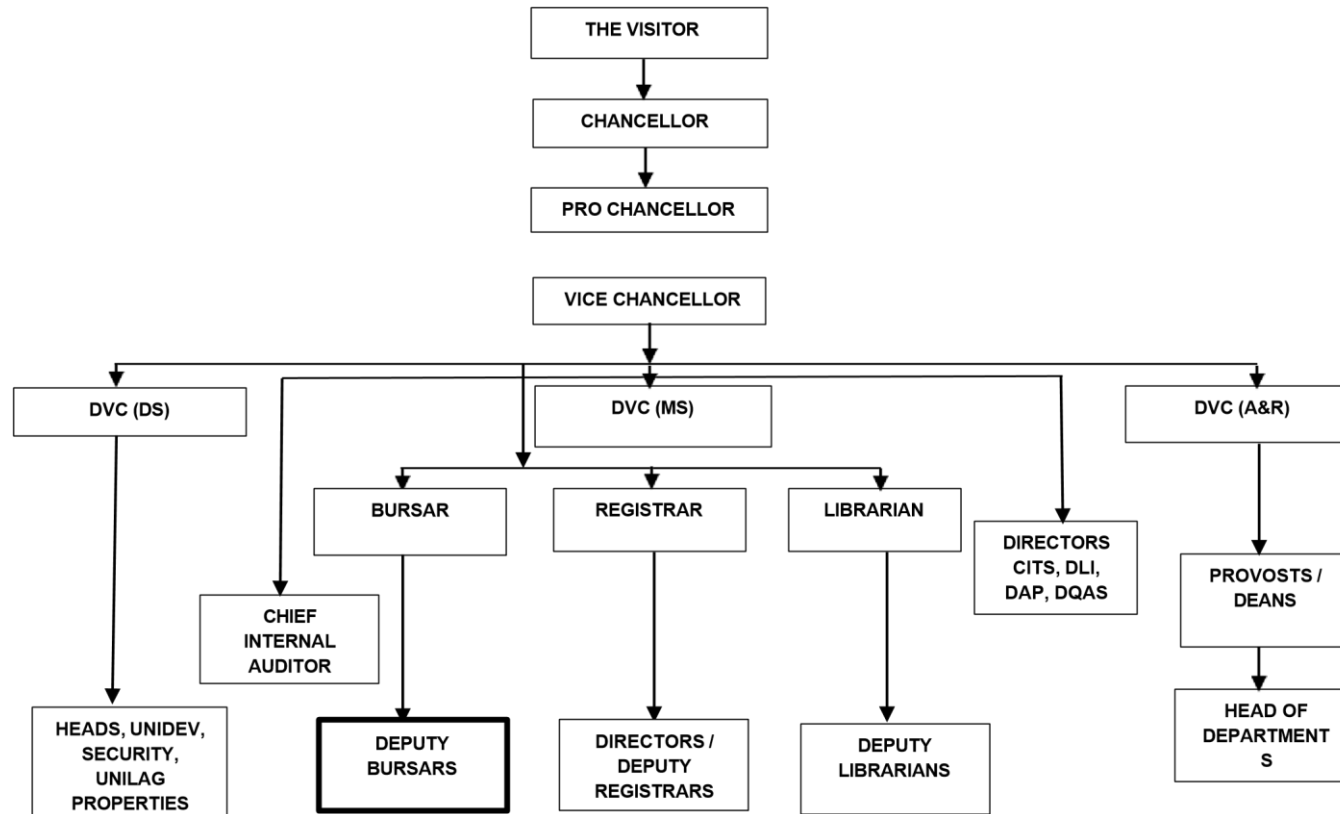 THE VISITOR
CHANCELLOR
PRO CHANCELLOR
VICE CHANCELLOR
DVC (DS)
DVC (MS)
DVC (A&R)
BURSAR
REGISTRAR
LIBRARIAN
DIRECTORS
CITS, DLI,
DAP, DQAS
PROVOSTS /
DEANS
CHIEF
INTERNAL
AUDITOR
HEADS, UNIDEV,
SECURITY,
UNILAG
PROPERTIES
DEPUTY
BURSARS
DIRECTORS /
DEPUTY
REGISTRARS
DEPUTY
LIBRARIANS
HEAD OF
DEPARTMENT
S